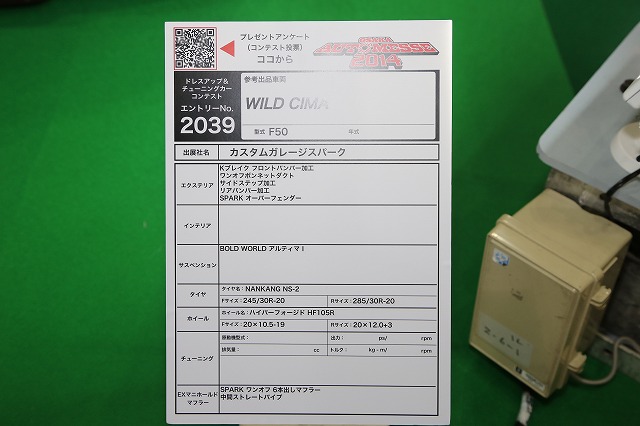 プレゼントアンケート
（コンテスト投票）
ココから
OSAKA
AUTOMESSE
2014
ドレスアップ＆
チューニングカー
コンテスト
エントリーNo.
2039
参考出品車両
WILD CIMA
型式 F50 年式
出展社名 カスタムガレージスパーク
エクステリア
Kブレイク フロントバンパー加工
ワンオフボンネットダクト
サイドステップ加工
リアバンパー加工
SPARK オーバーフェンダー
インテリア
サスペンション
BOLD WORLD アルティマⅠ
タイヤ
タイヤ名：NANKANG NS-2
Fサイズ：245/30R-20 Rサイズ：285/30R-20
ホイール
ホイール名：ハイパーフォージド HF105R
Fサイズ：20×10.5-19 Rサイズ：20×12.0+3
チューニング
原動機型式： 出力： ps/ rpm
排気量： cc トルク： kg・m/ rpm
EXマニホールド
マフラー
SPARK ワンオフ 6本出しマフラー
中間ストレートパイプ